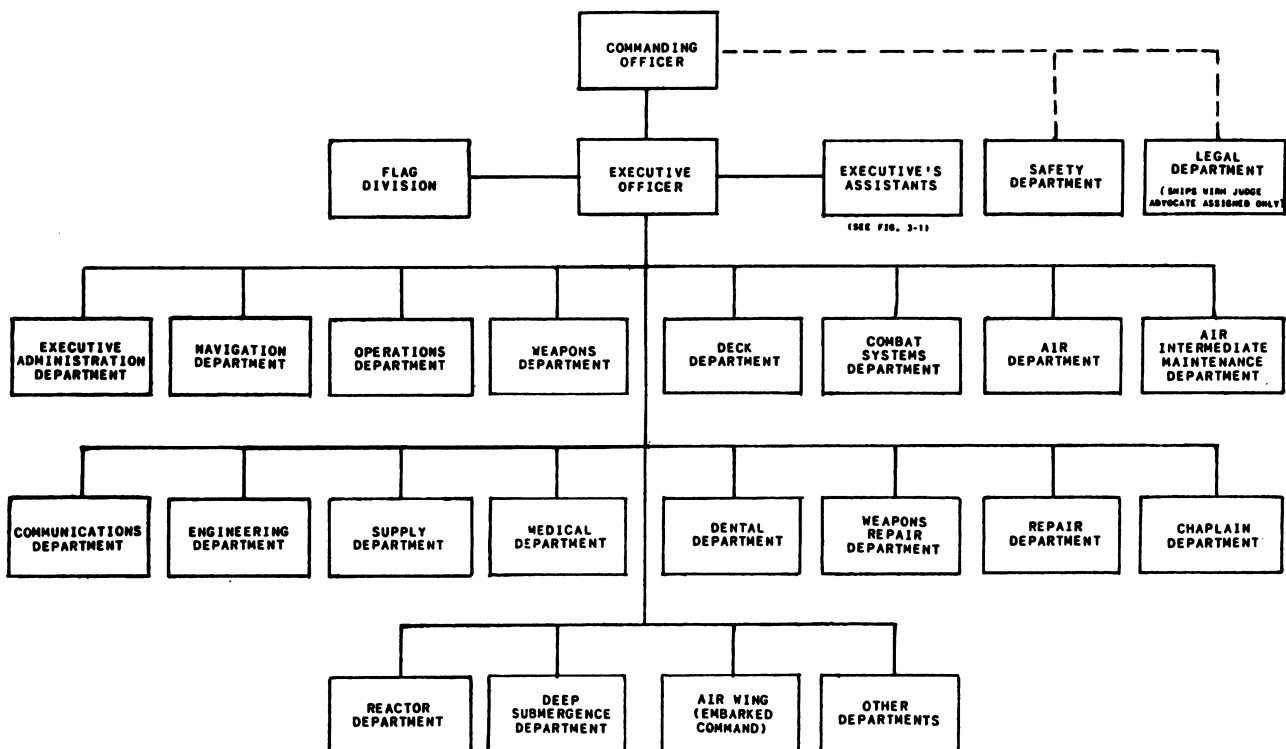 COMMANDING
OFFICER
FLAG
DIVISION
EXECUTIVE
OFFICER
EXECUTIVE'S
ASSISTANTS
(SEE FIG. 3-1)
SAFETY
DEPARTMENT
LEGAL
DEPARTMENT
(SHIPS WIRH JUDGE
ADVOCATE ASSIGNED ONLY)
EXECUTIVE
ADMINISTRATION
DEPARTMENT
NAVIGATION
DEPARTMENT
OPERATIONS
DEPARTMENT
WEAPONS
DEPARTMENT
DECK
DEPARTMENT
COMBAT
SYSTEMS
DEPARTMENT
AIR
DEPARTMENT
AIR
INTERMEDIATE
MAINTENANCE
DEPARTMENT
COMMUNICATIONS
DEPARTMENT
ENGINEERING
DEPARTMENT
SUPPLY
DEPARTMENT
MEDICAL
DEPARTMENT
DENTAL
DEPARTMENT
WEAPONS
REPAIR
DEPARTMENT
REPAIR
DEPARTMENT
CHAPLAIN
DEPARTMENT
REACTOR
DEPARTMENT
DEEP
SUBMERGENCE
DEPARTMENT
AIR WING
(EMBARKED
COMMAND)
OTHER
DEPARTMENTS